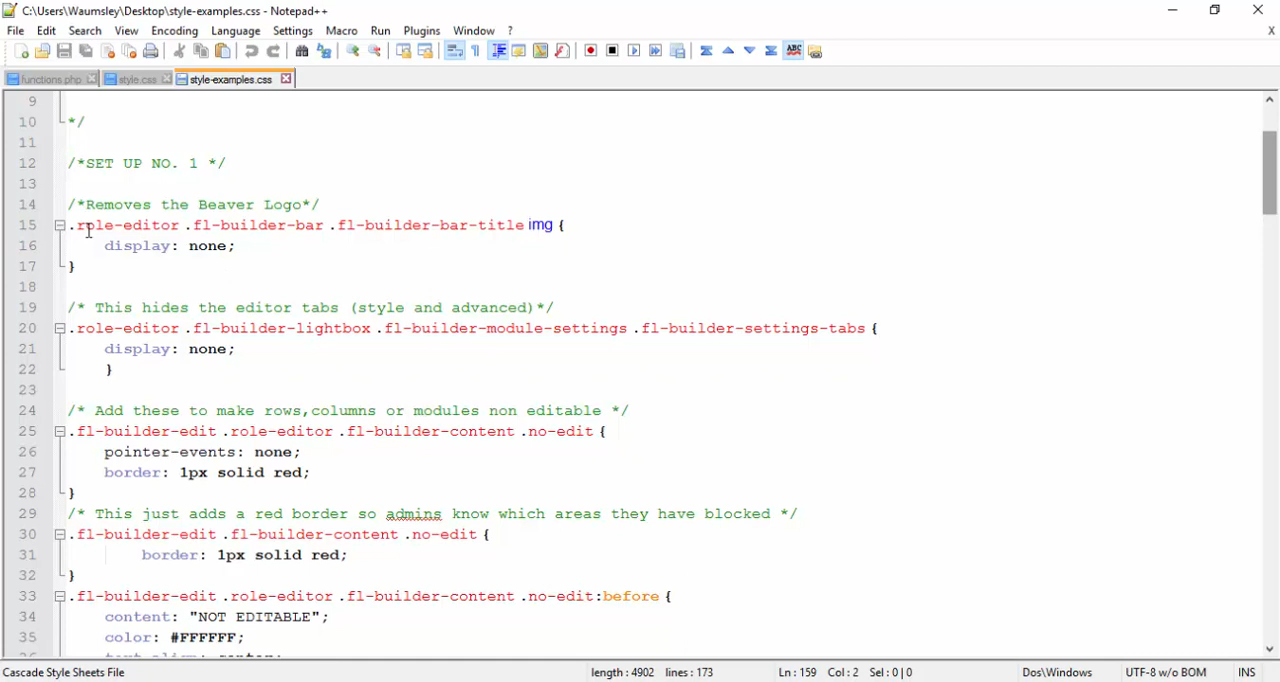 C:\Users\Waumsley\Desktop\style-examples.css - Notepad++
File Edit Search View Encoding Language Settings Macro Run Plugins Window ? X
functions.php style.css style-examples.css
9
10 */
11
12 /*SET UP NO. 1 */
13
14 /*Removes the Beaver Logo*/
15 .role-editor .fl-builder-bar .fl-builder-bar-title img {
16 display: none;
17 }
18
19 /* This hides the editor tabs (style and advanced)*/
20 .role-editor .fl-builder-lightbox .fl-builder-module-settings .fl-builder-settings-tabs {
21 display: none;
22 }
23
24 /* Add these to make rows,columns or modules non editable */
25 .fl-builder-edit .role-editor .fl-builder-content .no-edit {
26 pointer-events: none;
27 border: 1px solid red;
28 }
29 /* This just adds a red border so admins know which areas they have blocked */
30 .fl-builder-edit .fl-builder-content .no-edit {
31 border: 1px solid red;
32 }
33 .fl-builder-edit .role-editor .fl-builder-content .no-edit:before {
34 content: "NOT EDITABLE";
35 color: #FFFFFF;
Cascade Style Sheets File length : 4902 lines : 173 Ln : 159 Col : 2 Sel : 0 | 0 Dos\Windows UTF-8 w/o BOM INS